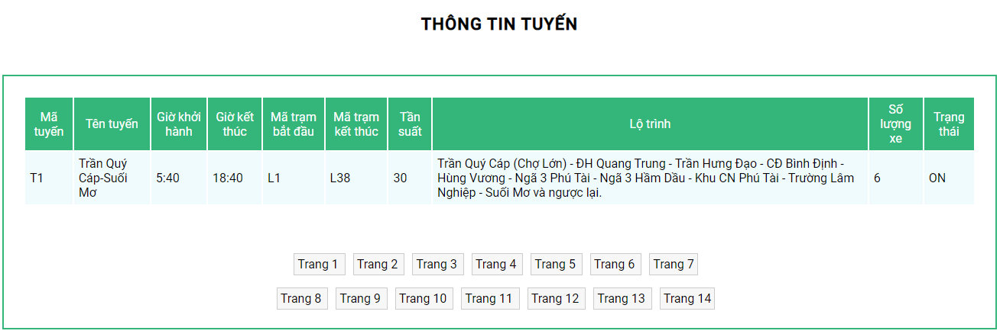 THÔNG TIN TUYẾN
Mã tuyến
Tên tuyến
Giờ khởi hành
Giờ kết thúc
Mã trạm bắt đầu
Mã trạm kết thúc
Tần suất
Lộ trình
Số lượng xe
Trạng thái
T1
Trần Quý
Cáp-Suối
Mơ
5:40
18:40
L1
L38
30
Trần Quý Cáp (Chợ Lớn) - ĐH Quang Trung - Trần Hưng Đạo - CĐ Bình Định -
Hùng Vương - Ngã 3 Phú Tài - Ngã 3 Hầm Dầu - Khu CN Phú Tài - Trường Lâm
Nghiệp - Suối Mơ và ngược lại.
6
ON
Trang 1 Trang 2 Trang 3 Trang 4 Trang 5 Trang 6 Trang 7
Trang 8 Trang 9 Trang 10 Trang 11 Trang 12 Trang 13 Trang 14